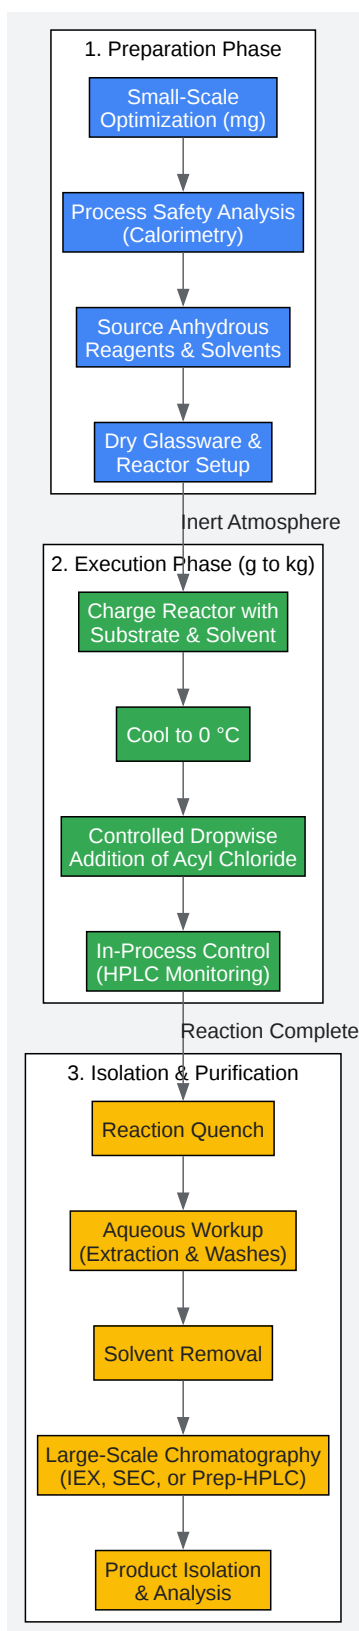 1. Preparation Phase
Small-Scale
Optimization (mg)
Process Safety Analysis
(Calorimetry)
Source Anhydrous
Reagents & Solvents
Dry Glassware &
Reactor Setup
Inert Atmosphere
2. Execution Phase (g to kg)
Charge Reactor with
Substrate & Solvent
Cool to 0 °C
Controlled Dropwise
Addition of Acyl Chloride
In-Process Control
(HPLC Monitoring)
Reaction Complete
3. Isolation & Purification
Reaction Quench
Aqueous Workup
(Extraction & Washes)
Solvent Removal
Large-Scale Chromatography
(IEX, SEC, or Prep-HPLC)
Product Isolation
& Analysis